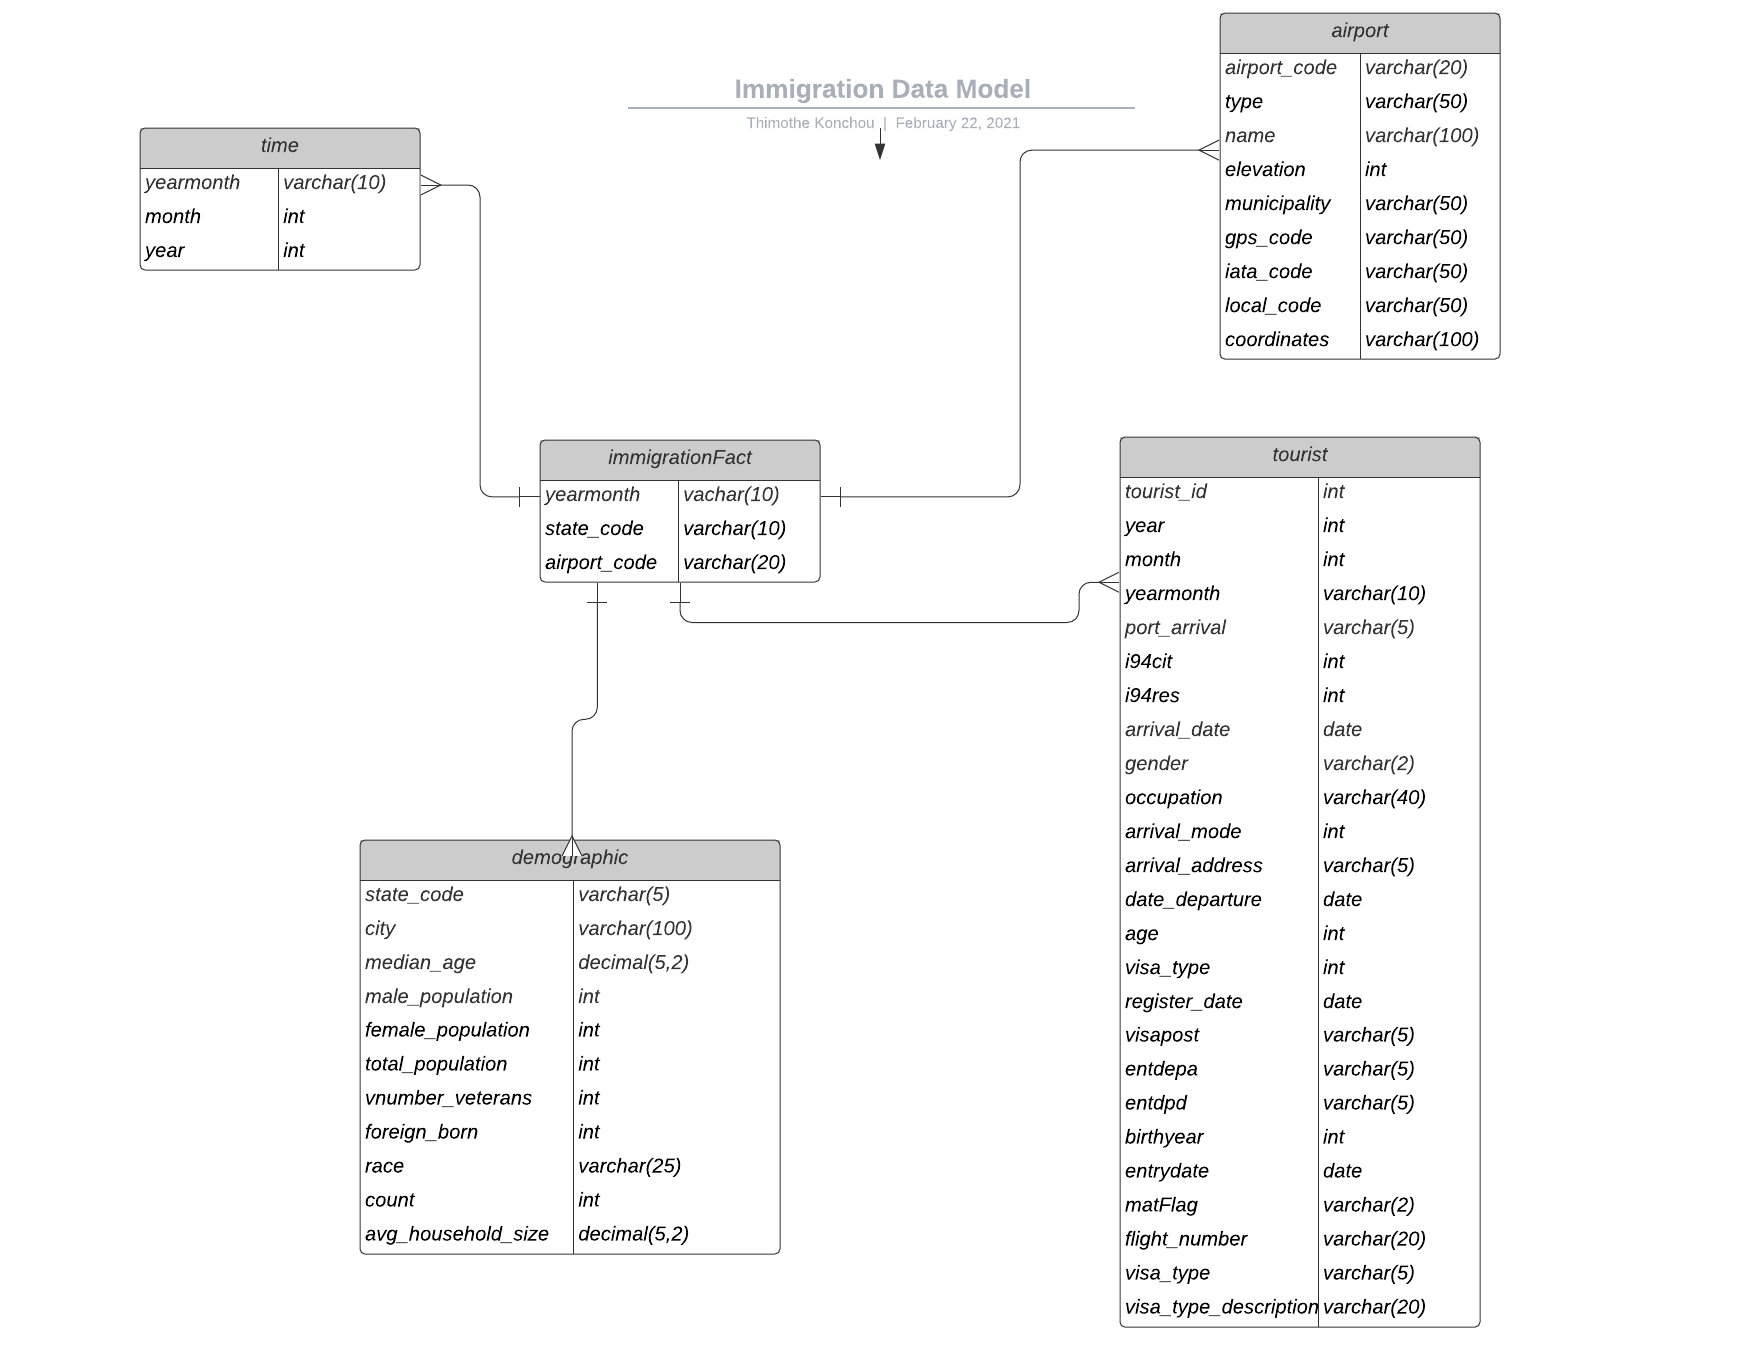 Immigration Data Model
Thimothe Konchou | February 22, 2021
time
yearmonth varchar(10)
month int
year int
airport
airport_code varchar(20)
type varchar(50)
name varchar(100)
elevation int
municipality varchar(50)
gps_code varchar(50)
iata_code varchar(50)
local_code varchar(50)
coordinates varchar(100)
immigrationFact
yearmonth vachar(10)
state_code varchar(10)
airport_code varchar(20)
tourist
tourist_id int
year int
month int
yearmonth varchar(10)
port_arrival varchar(5)
i94cit int
i94res int
arrival_date date
gender varchar(2)
occupation varchar(40)
arrival_mode int
arrival_address varchar(5)
date_departure date
age int
visa_type int
register_date date
visapost varchar(5)
entdepa varchar(5)
entdpd varchar(5)
birthyear int
entrydate date
matFlag varchar(2)
flight_number varchar(20)
visa_type varchar(5)
visa_type_description varchar(20)
demographic
state_code varchar(5)
city varchar(100)
median_age decimal(5,2)
male_population int
female_population int
total_population int
vnumber_veterans int
foreign_born int
race varchar(25)
count int
avg_household_size decimal(5,2)